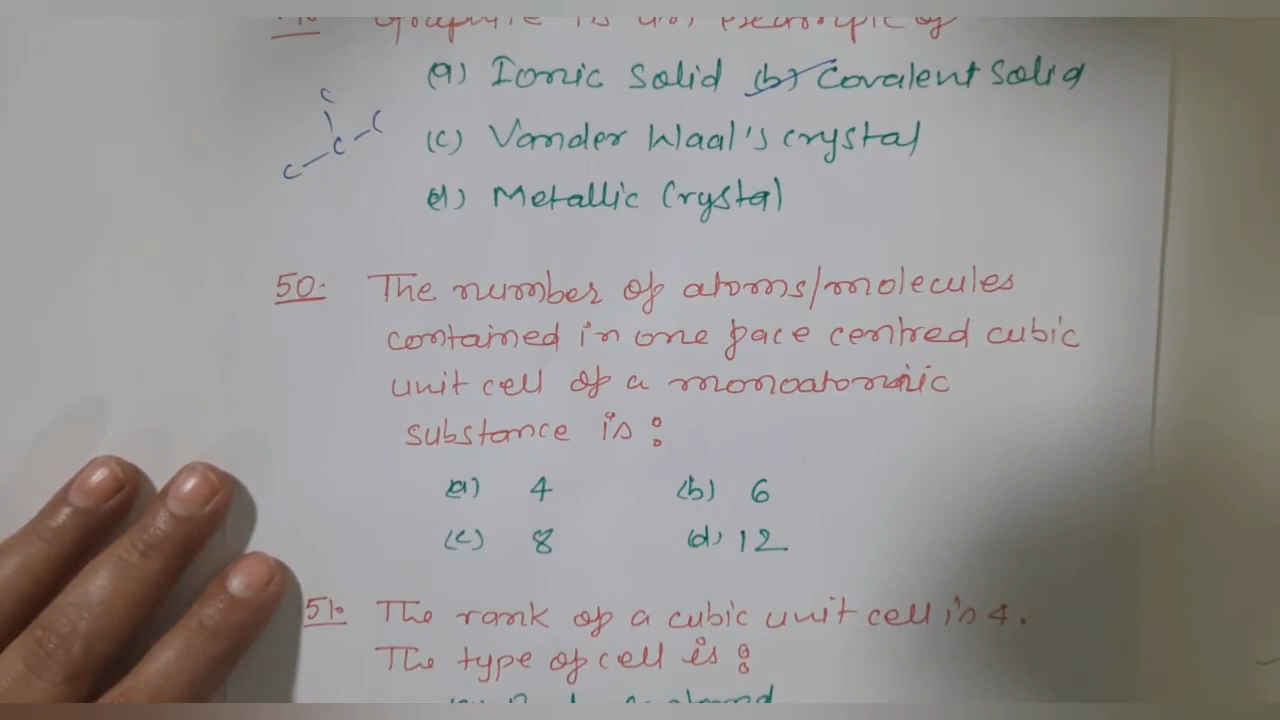 (a) Ionic solid (b) Covalent Solid
(c) Vander Waal's crystal
(d) Metallic Crystal
C
C
C
C
50. The number of atoms/molecules
contained in one face centred cubic
unit cell of a monoatomic
substance is :
(a) 4 (b) 6
(c) 8 (d) 12
51. The rank of a cubic unit cell is 4.
The type of cell is :